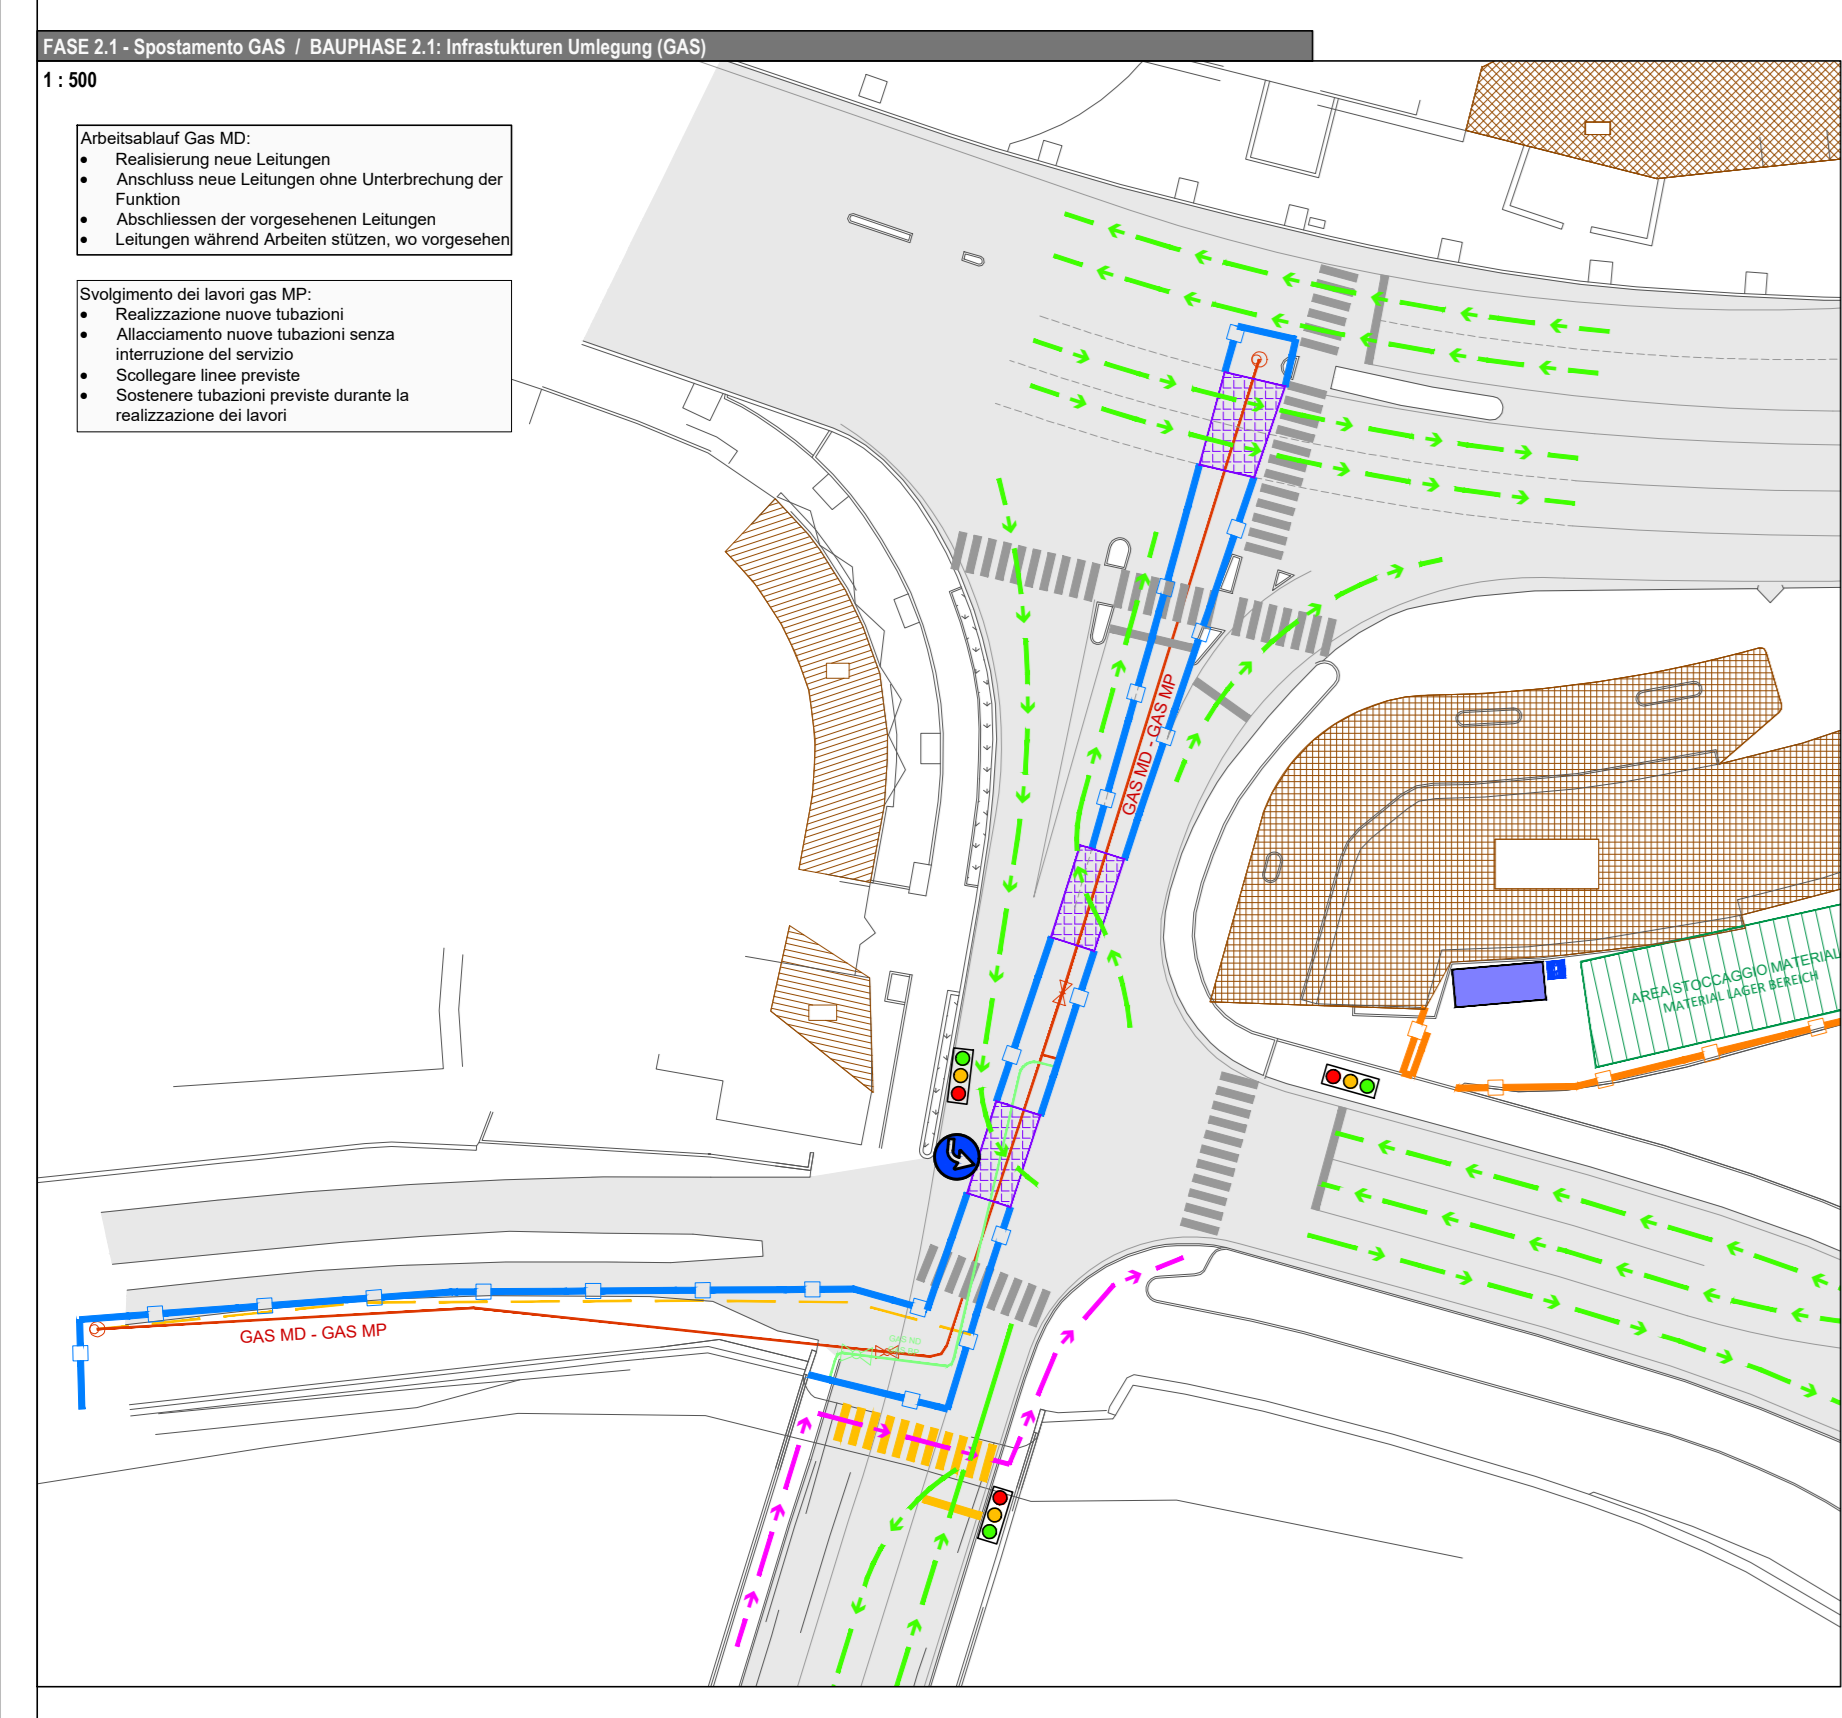 FASE 2.1 - Spostamento GAS / BAUPHASE 2.1: Infrastukturen Umlegung (GAS)
1 : 500
Arbeitsablauf Gas MD:
• Realisierung neue Leitungen
• Anschluss neue Leitungen ohne Unterbrechung der
Funktion
• Abschliessen der vorgesehenen Leitungen
• Leitungen während Arbeiten stützen, wo vorgesehen
Svolgimento dei lavori gas MP:
• Realizzazione nuove tubazioni
• Allacciamento nuove tubazioni senza
interruzione del servizio
• Scollegare linee previste
• Sostenere tubazioni previste durante la
realizzazione dei lavori
GAS MD - GAS MP
AREA STOCCAGGIO MATERIAL
MATERIAL LAGER BEREICH
GAS MD - GAS MP
GAS ND